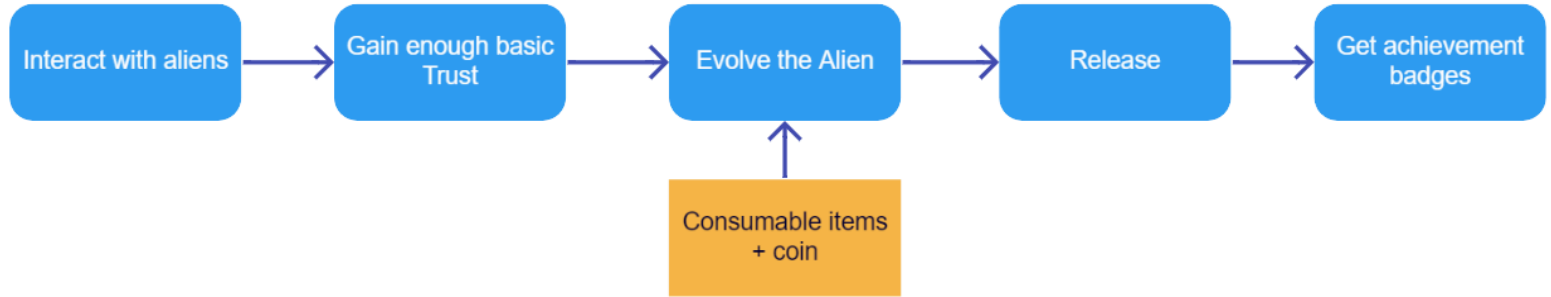 Interact with aliens
Gain enough basic
Trust
Evolve the Alien
Release
Get achievement
badges
Consumable items
+ coin